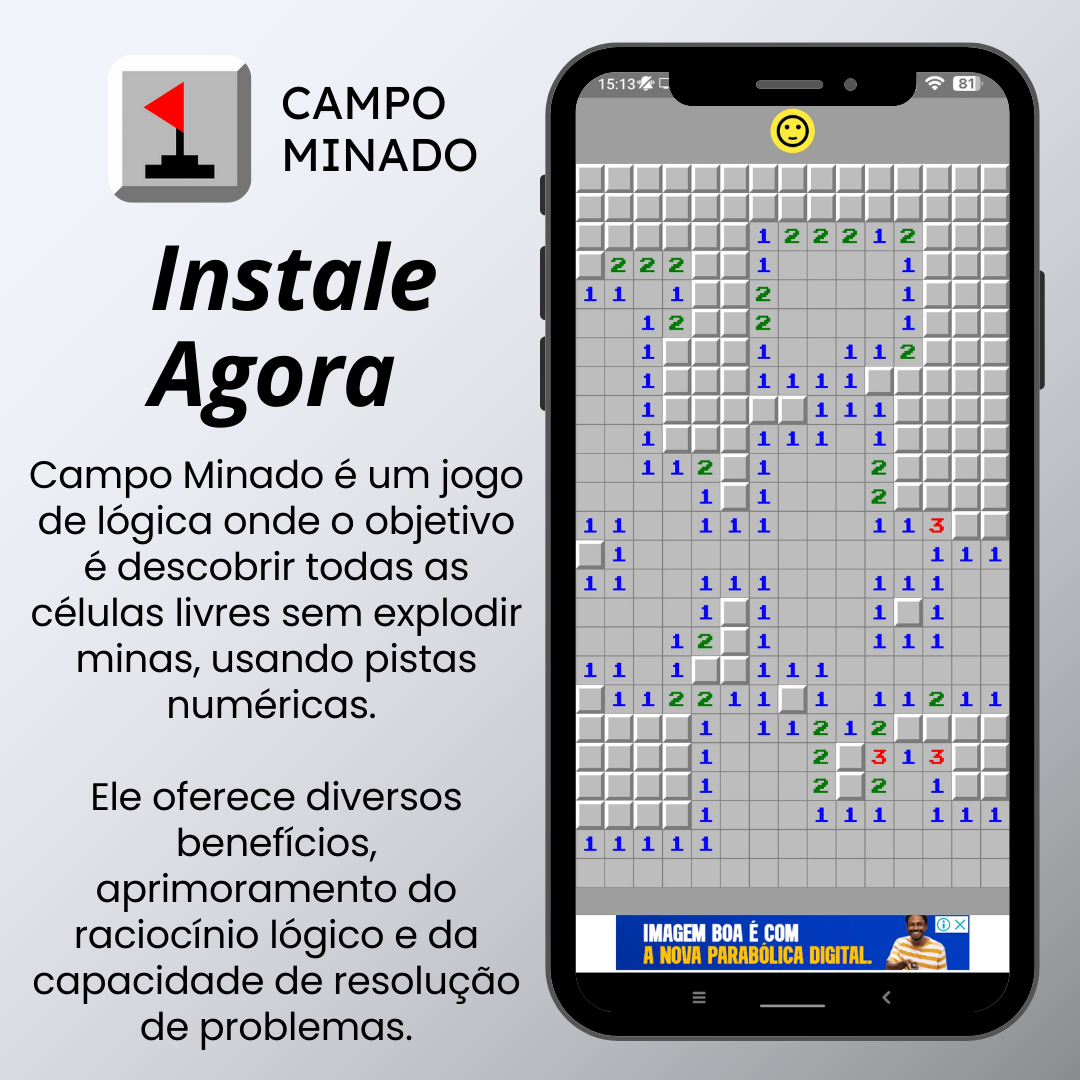 CAMPO
MINADO
Instale
Agora
Campo Minado é um jogo
de lógica onde o objetivo
é descobrir todas as
células livres sem explodir
minas, usando pistas
numéricas.
Ele oferece diversos
benefícios,
aprimoramento do
raciocínio lógico e da
capacidade de resolução
de problemas.
15:13 81
1 2 2 2 1 2
2 2 2 1 1
1 1 1 2 1
1 2 2 1
1 1 1 1 2
1 1 1 1 1
1 1 1 1
1 1 1 1 1
1 1 2 1 2
1 1 2
1 1 1 1 1 1 1 3
1 1 1 1
1 1 1 1 1 1 1 1
1 1 1 1
1 2 1 1 1 1
1 1 1 1 1 1
1 1 2 2 1 1 1 1 1 2 1 1
1 1 1 2 1 2
1 2 3 1 3
1 2 2 1
1 1 1 1 1 1 1
1 1 1 1 1
IMAGEM BOA É COM
A NOVA PARABÓLICA DIGITAL.